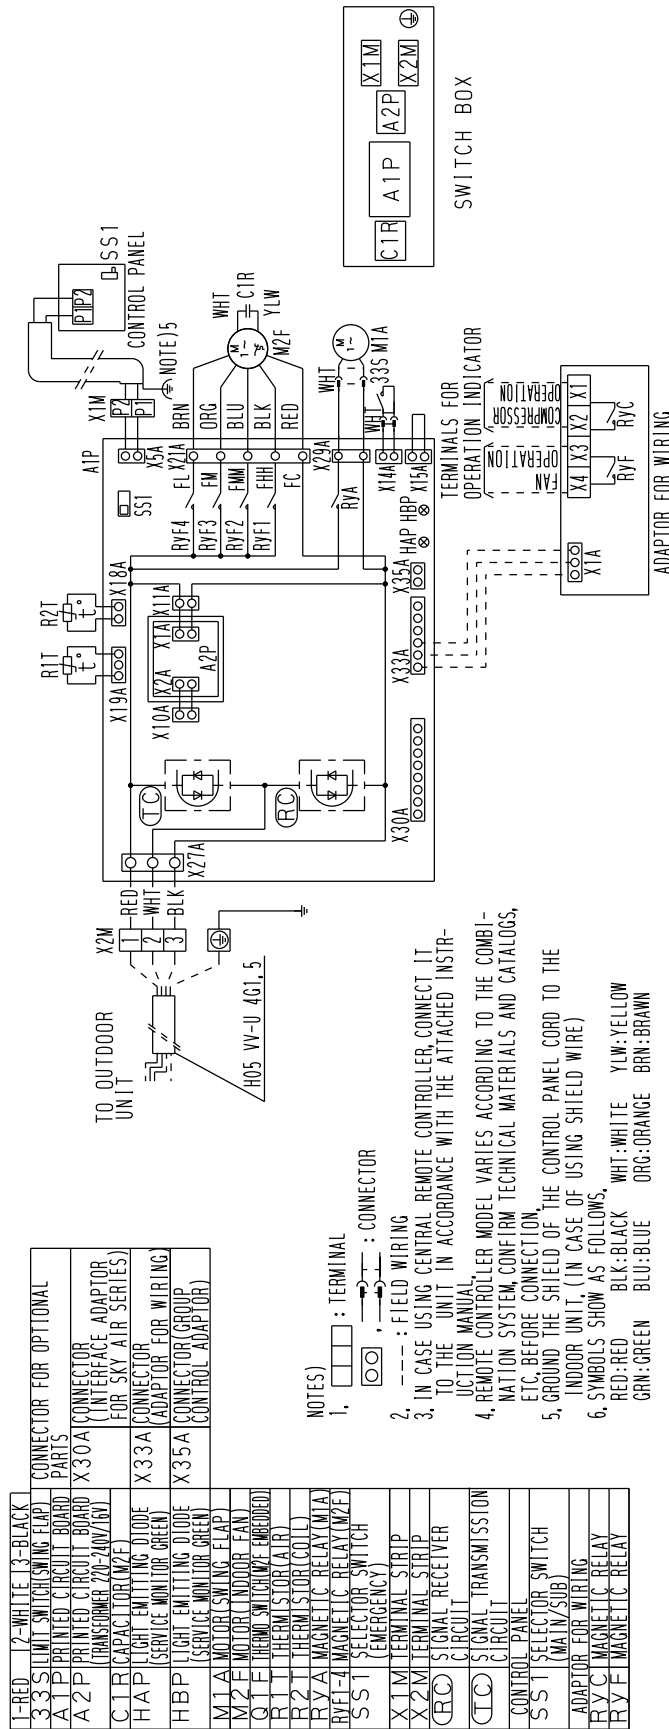 1-RED 2-WHITE 3-BLACK
33S LIMIT SWITCH(SWING FLAP)
A1P PRINTED CIRCUIT BOARD
A2P PRINTED CIRCUIT BOARD
(TRANSFORMER 220-240V/16V)
C1R CAPACITOR(M2F)
HAP LIGHT EMITTING DIODE
(SERVICE MONITOR GREEN)
HBP LIGHT EMITTING DIODE
(SERVICE MONITOR GREEN)
M1A MOTOR(SWING FLAP)
M2F MOTOR(INDOOR FAN)
Q1F THERMO SWITCH(M2F EMBEDDED)
R1T THERMISTOR(AIR)
R2T THERMISTOR(COIL)
RyA MAGNETIC RELAY(M1A)
RyF1-4 MAGNETIC RELAY(M2F)
SS1 SELECTOR SWITCH
(EMERGENCY)
X1M TERMINAL STRIP
X2M TERMINAL STRIP
RC SIGNAL RECEIVER
CIRCUIT
TC SIGNAL TRANSMISSION
CIRCUIT
CONTROL PANEL
SS1 SELECTOR SWITCH
(MAIN/SUB)
ADAPTOR FOR WIRING
RyC MAGNETIC RELAY
RyF MAGNETIC RELAY
CONNECTOR FOR OPTIONAL
PARTS
X30A CONNECTOR
(INTERFACE ADAPTOR
FOR SKY AIR SERIES)
X33A CONNECTOR
(ADAPTOR FOR WIRING)
X35A CONNECTOR(GROUP
CONTROL ADAPTOR)
NOTES)
1. : TERMINAL
, : CONNECTOR
2. : FIELD WIRING
3. IN CASE USING CENTRAL REMOTE CONTROLLER,CONNECT IT
TO THE UNIT IN ACCORDANCE WITH THE ATTACHED INSTR-
UCTION MANUAL.
4. REMOTE CONTROLLER MODEL VARIES ACCORDING TO THE COMBI-
NATION SYSTEM,CONFIRM TECHNICAL MATERIALS AND CATALOGS,
ETC.BEFORE CONNECTION.
5. GROUND THE SHIELD OF THE CONTROL PANEL CORD TO THE
INDOOR UNIT.(IN CASE OF USING SHIELD WIRE)
6. SYMBOLS SHOW AS FOLLOWS.
RED:RED BLK:BLACK WHT:WHITE YLW:YELLOW
GRN:GREEN BLU:BLUE ORG:ORANGE BRN:BRAWN
TO OUTDOOR
UNIT
H05 VV-U 4G1.5
X2M
1
2
3
RED
WHT
BLK
X27A
TC
RC
X30A
X19A
R1T
t°
R2T
t°
X18A
X10A
X2A
A2P
X1A
X11A
X33A
X35A
HAP
HBP
A1P
SS1
X5A
X21A
RyF4
RyF3
RyF2
RyF1
FL
FM
FMM
FHH
FC
RyA
X29A
X14A
X15A
BRN
ORG
BLU
BLK
RED
X1M
P2
P1
NOTE)5
P1P2
SS1
CONTROL PANEL
M
1~
M2F
WHT
C1R
YLW
WHT
M
1~
M1A
WHT
33S
TERMINALS FOR
OPERATION INDICATOR
FAN
OPERATION
COMPRESSOR
OPERATION
X4
X3
X2
X1
RyF
RyC
X1A
ADAPTOR FOR WIRING
C1R
A1P
A2P
X1M
X2M
SWITCH BOX